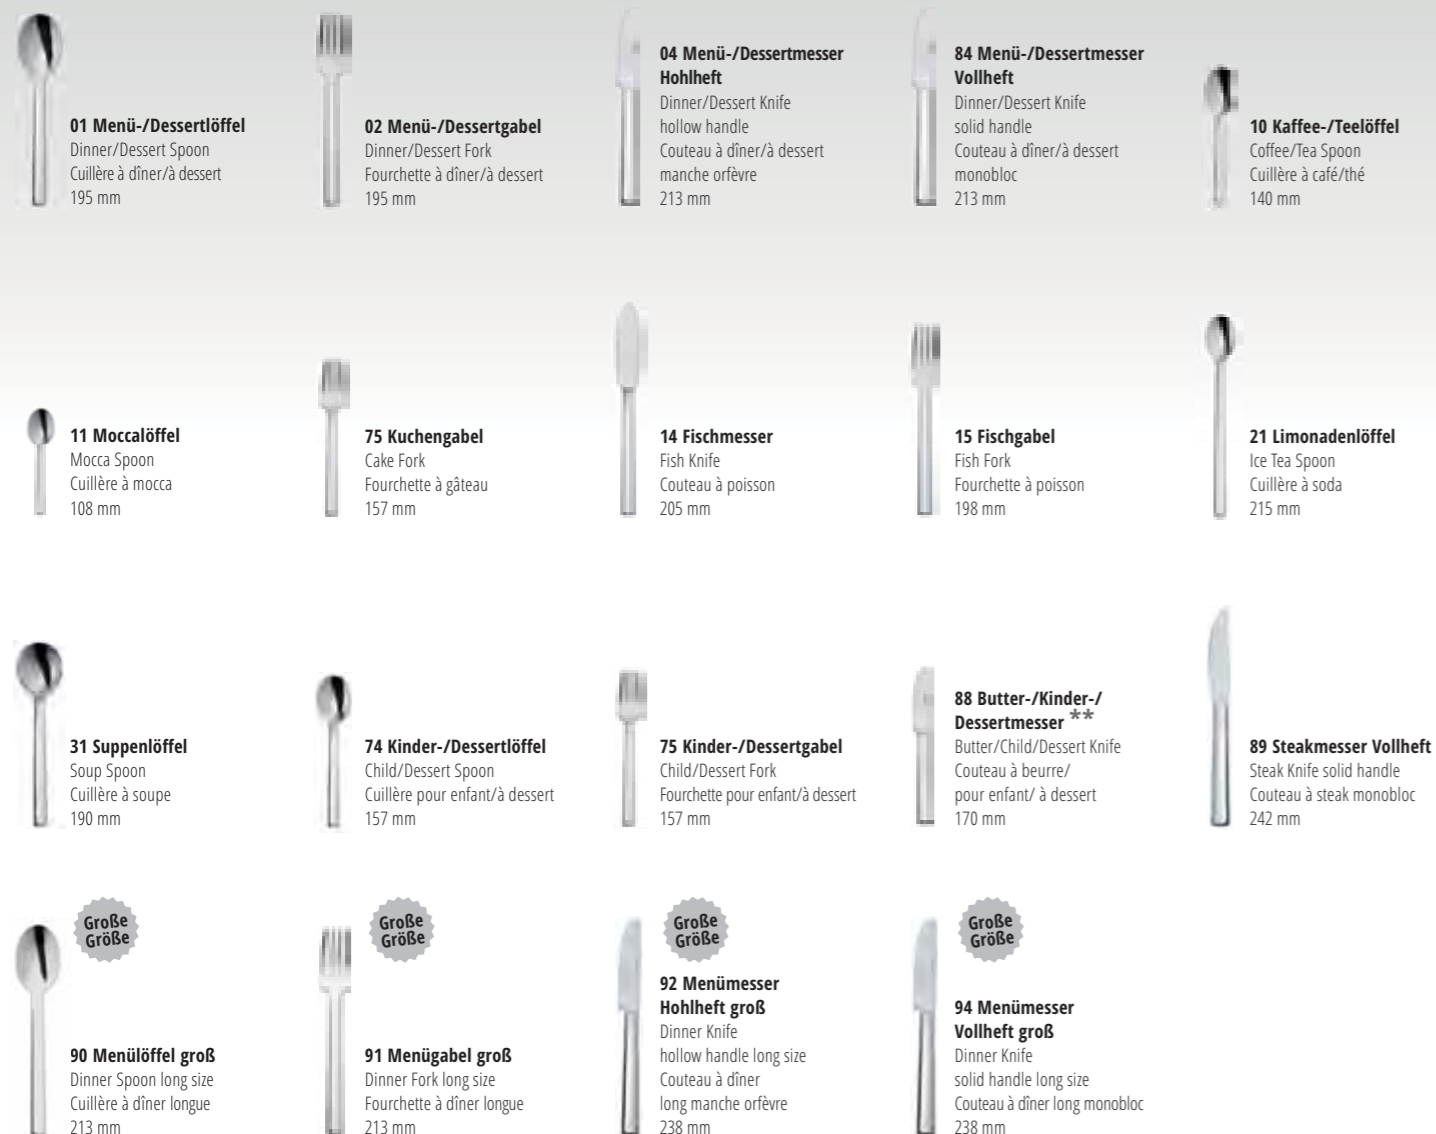 01 Menü-/Dessertlöffel
Dinner/Dessert Spoon
Cuillère à dîner/à dessert
195 mm
02 Menü-/Dessertgabel
Dinner/Dessert Fork
Fourchette à dîner/à dessert
195 mm
04 Menü-/Dessertmesser
Hohlheft
Dinner/Dessert Knife
hollow handle
Couteau à dîner/à dessert
manche orfèvre
213 mm
84 Menü-/Dessertmesser
Vollheft
Dinner/Dessert Knife
solid handle
Couteau à dîner/à dessert
monobloc
213 mm
10 Kaffee-/Teelöffel
Coffee/Tea Spoon
Cuillère à café/thé
140 mm
11 Moccalöffel
Mocca Spoon
Cuillère à mocca
108 mm
75 Kuchengabel
Cake Fork
Fourchette à gâteau
157 mm
14 Fischmesser
Fish Knife
Couteau à poisson
205 mm
15 Fischgabel
Fish Fork
Fourchette à poisson
198 mm
21 Limonadenlöffel
Ice Tea Spoon
Cuillère à soda
215 mm
31 Suppenlöffel
Soup Spoon
Cuillère à soupe
190 mm
74 Kinder-/Dessertlöffel
Child/Dessert Spoon
Cuillère pour enfant/à dessert
157 mm
75 Kinder-/Dessertgabel
Child/Dessert Fork
Fourchette pour enfant/à dessert
157 mm
88 Butter-/Kinder-/
Dessertmesser **
Butter/Child/Dessert Knife
Couteau à beurre/
pour enfant/ à dessert
170 mm
89 Steakmesser Vollheft
Steak Knife solid handle
Couteau à steak monobloc
242 mm
Große
Größe
90 Menülöffel groß
Dinner Spoon long size
Cuillère à dîner longue
213 mm
Große
Größe
91 Menügabel groß
Dinner Fork long size
Fourchette à dîner longue
213 mm
Große
Größe
92 Menümesser
Hohlheft groß
Dinner Knife
hollow handle long size
Couteau à dîner
long manche orfèvre
238 mm
Große
Größe
94 Menümesser
Vollheft groß
Dinner Knife
solid handle long size
Couteau à dîner long monobloc
238 mm